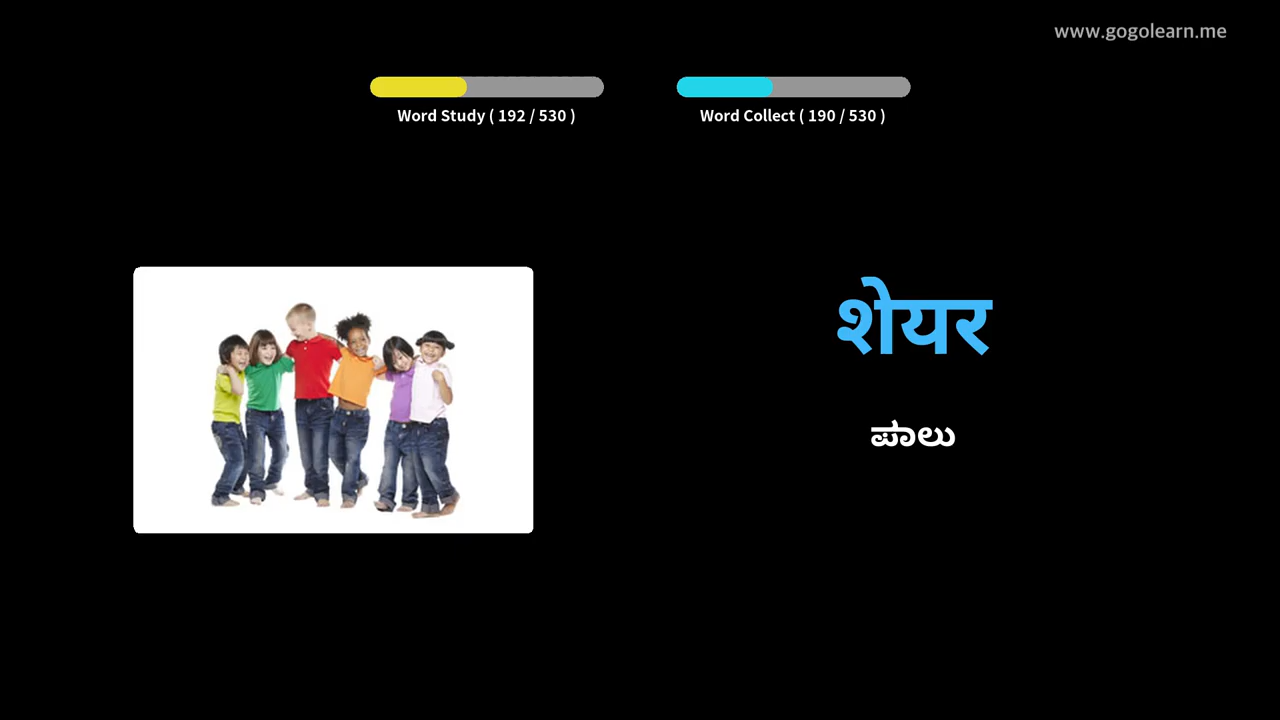 www.gogolearn.me
Word Study ( 192 / 530 )
Word Collect ( 190 / 530 )
शेयर
ಪಾಲು